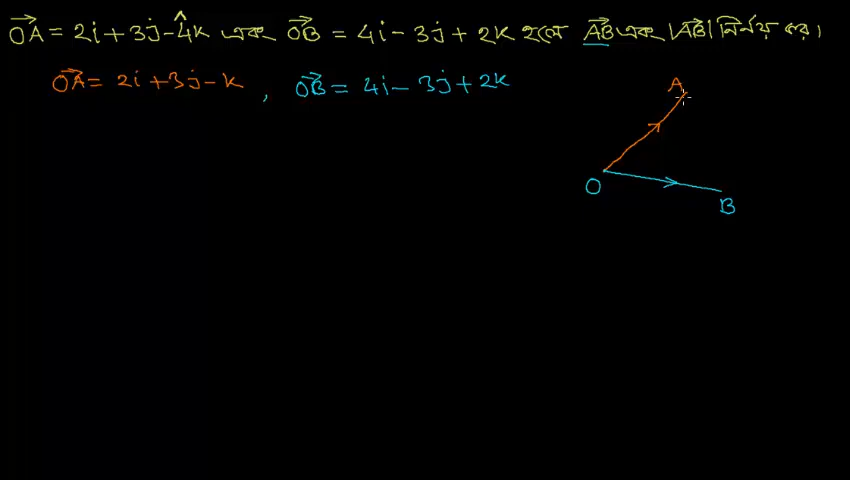 OA→ = 2i + 3j - 4k̂ এবং OB→ = 4i - 3j + 2k হলে AB→ এবং |AB→| নির্ণয় কর।
OA→ = 2i + 3j - k , OB→ = 4i - 3j + 2k
A
O
B